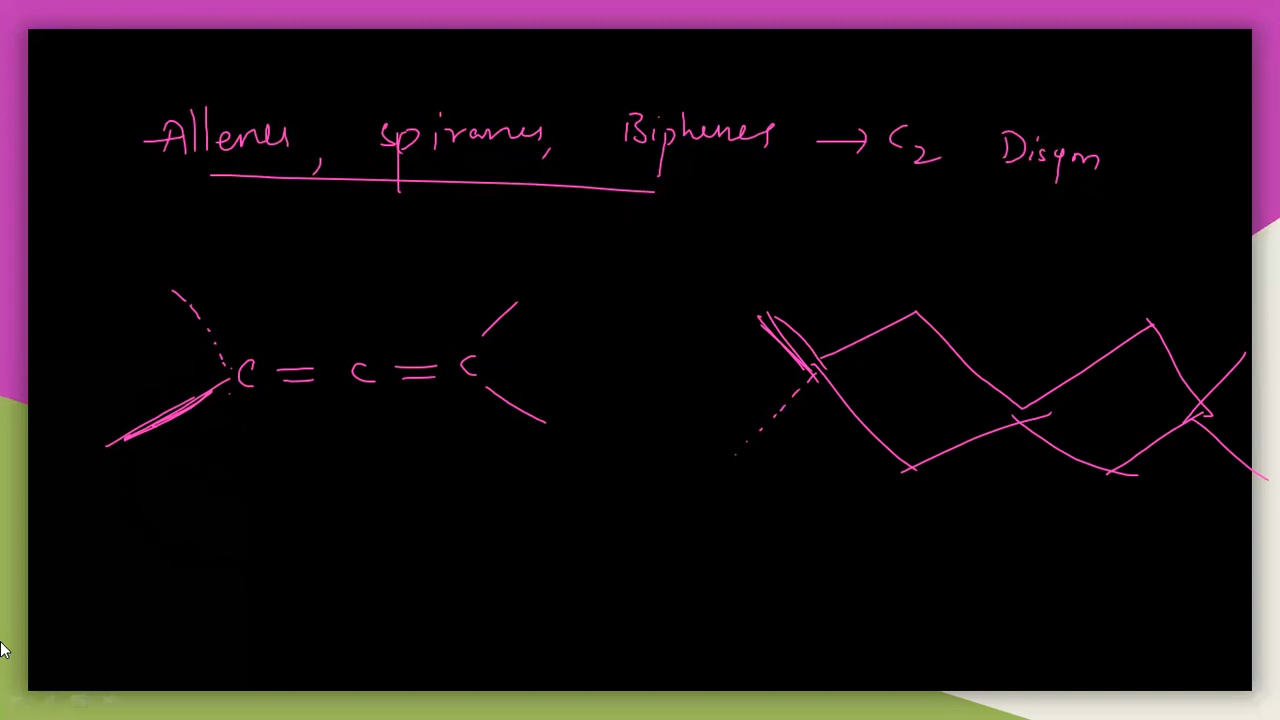 Allenes, spiranes, Biphenes → C2 Disym
C = C = C